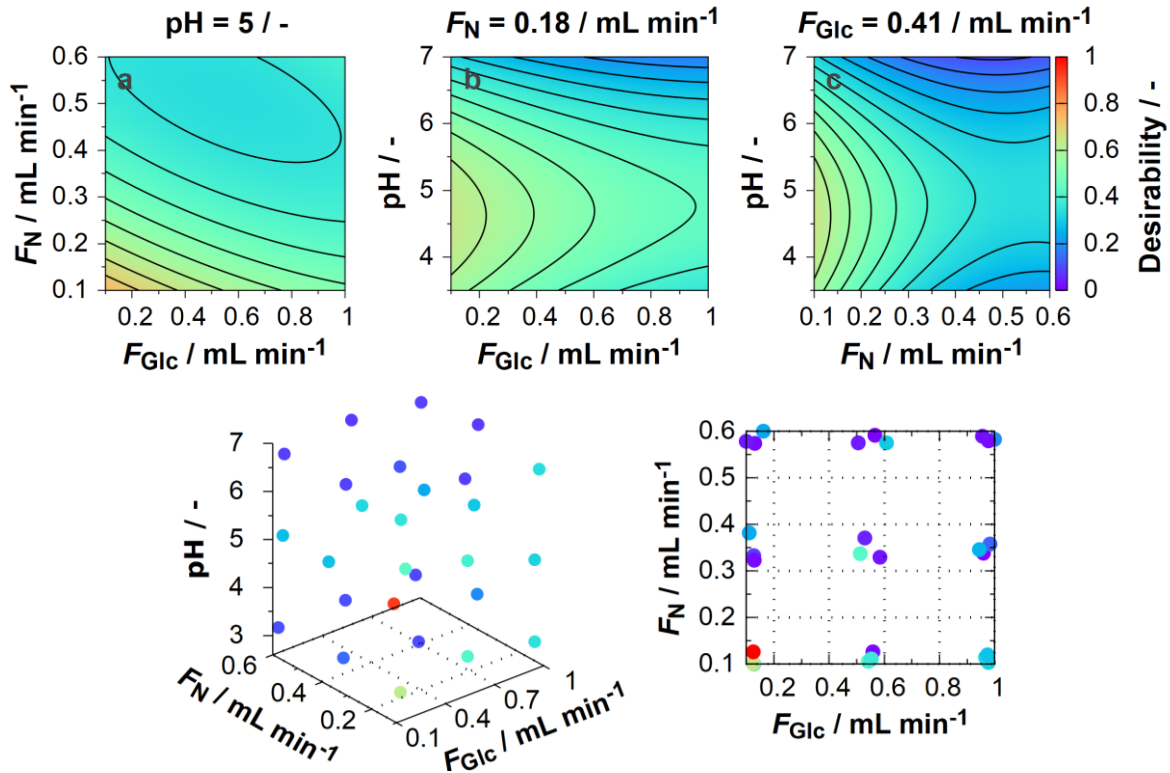 pH = 5 / -
F_N = 0.18 / mL min⁻¹
F_Glc = 0.41 / mL min⁻¹
a
F_N / mL min⁻¹
0.6
0.5
0.4
0.3
0.2
0.1
0.2 0.4 0.6 0.8 1
F_Glc / mL min⁻¹
b
pH / -
7
6
5
4
0.2 0.4 0.6 0.8 1
F_Glc / mL min⁻¹
c
pH / -
7
6
5
4
0.1 0.2 0.3 0.4 0.5 0.6
F_N / mL min⁻¹
1
0.8
0.6
0.4
0.2
0
Desirability / -
pH / -
7
6
5
4
3
0.6
0.4
0.2
F_N / mL min⁻¹
0.1
0.4
0.7
1
F_Glc / mL min⁻¹
F_N / mL min⁻¹
0.6
0.5
0.4
0.3
0.2
0.1
0.2 0.4 0.6 0.8 1
F_Glc / mL min⁻¹